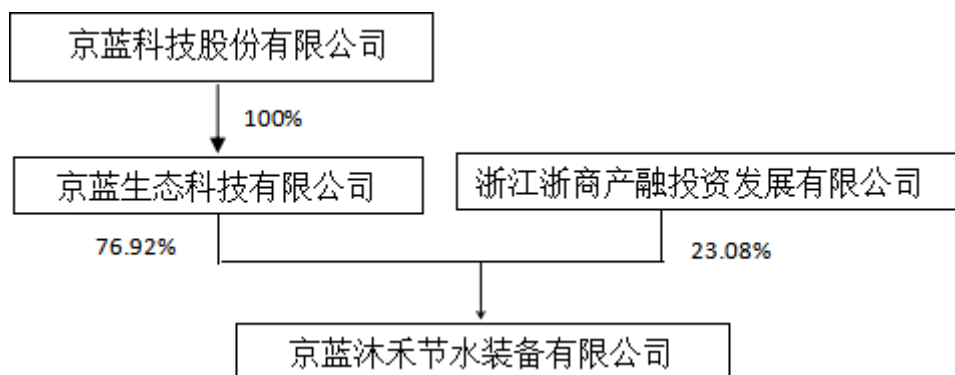 京蓝科技股份有限公司
100%
京蓝生态科技有限公司
浙江浙商产融投资发展有限公司
76.92%
23.08%
京蓝沐禾节水装备有限公司